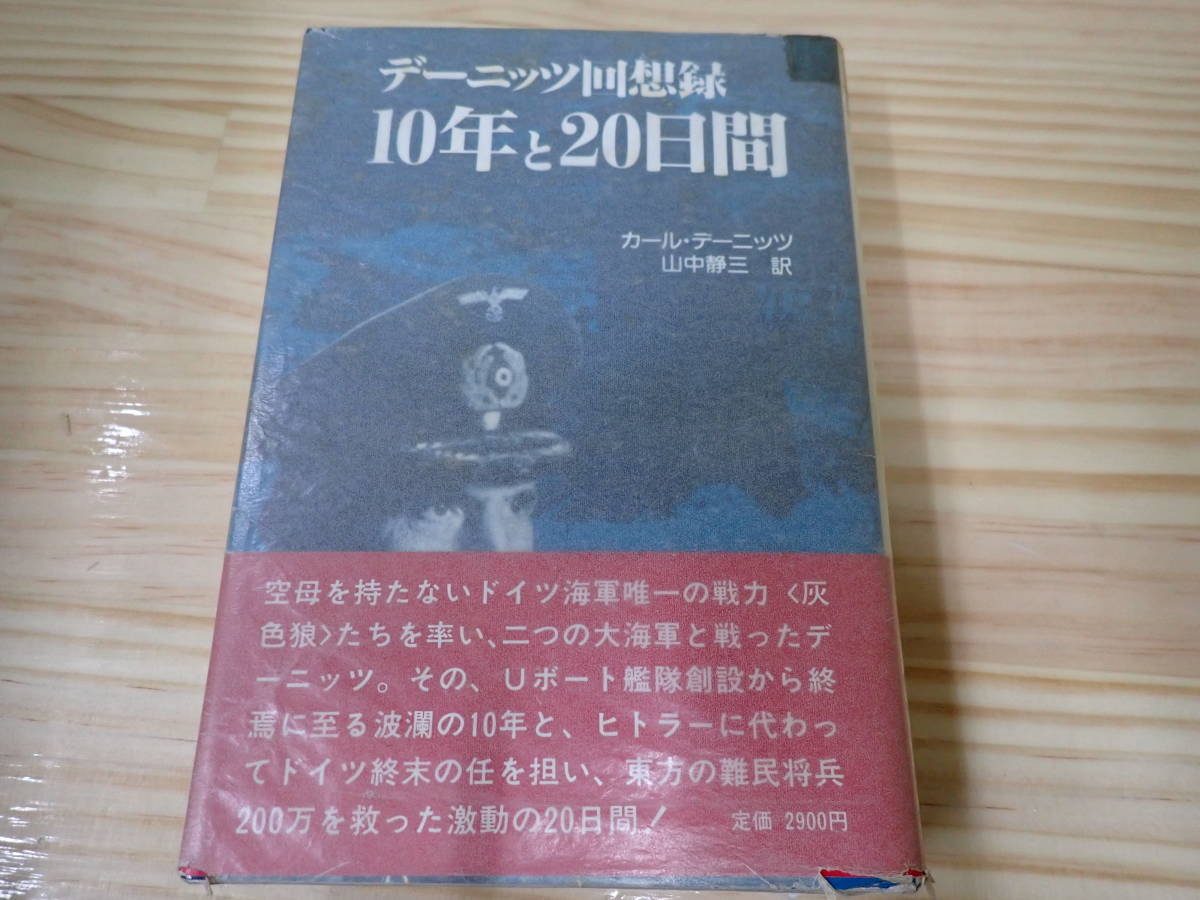 デーニッツ回想録
10年と20日間
カール・デーニッツ
山中静三 訳
空母を持たないドイツ海軍唯一の戦力〈灰
色狼〉たちを率い、二つの大海軍と戦ったデ
ーニッツ。その、Uボート艦隊創設から終
焉に至る波瀾の10年と、ヒトラーに代わっ
てドイツ終末の任を担い、東方の難民将兵
200万を救った激動の20日間！ 定価 2900円